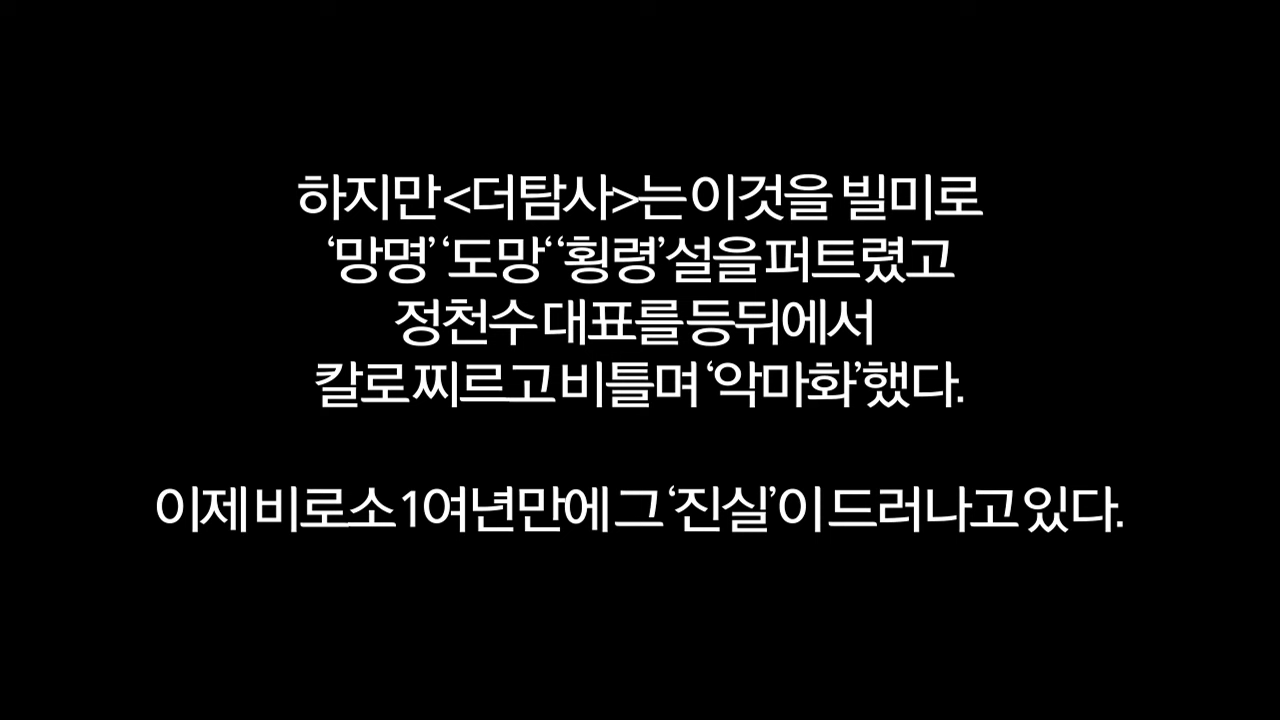 하지만 <더탐사>는 이것을 빌미로
‘망명’ ‘도망‘ ‘횡령’설을 퍼트렸고
정천수 대표를 등뒤에서
칼로 찌르고 비틀며 ‘악마화’했다.
이제 비로소 1여년만에 그 ‘진실’이 드러나고 있다.